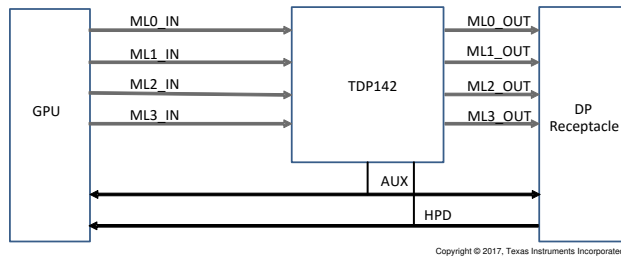 ML0_IN
ML0_OUT
ML1_IN
ML1_OUT
TDP142
ML2_IN
ML2_OUT
GPU
DP
Receptacle
ML3_IN
ML3_OUT
AUX
HPD
Copyright © 2017, Texas Instruments Incorporated